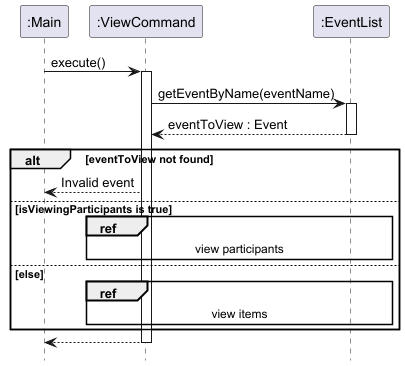 :Main :ViewCommand :EventList
execute()
getEventByName(eventName)
eventToView : Event
alt [eventToView not found]
Invalid event
[isViewingParticipants is true]
ref
view participants
[else]
ref
view items